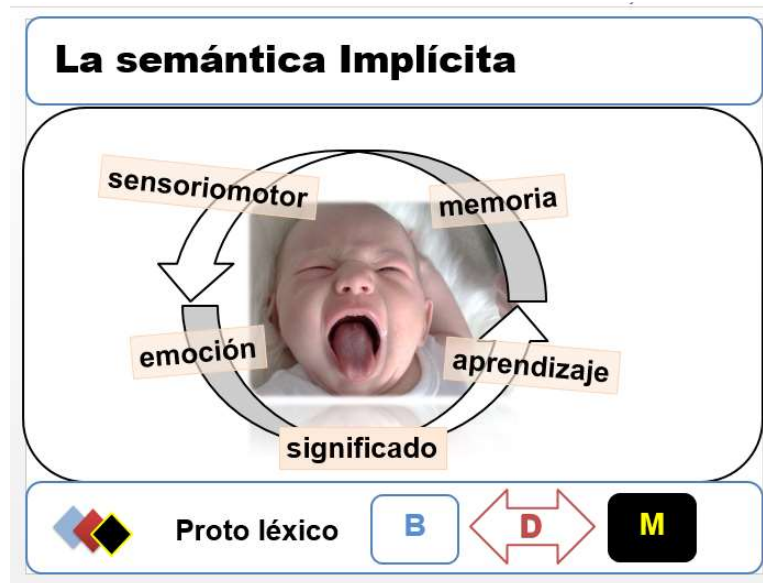 La semántica Implícita
sensoriomotor
memoria
emoción
aprendizaje
significado
Proto léxico B D M